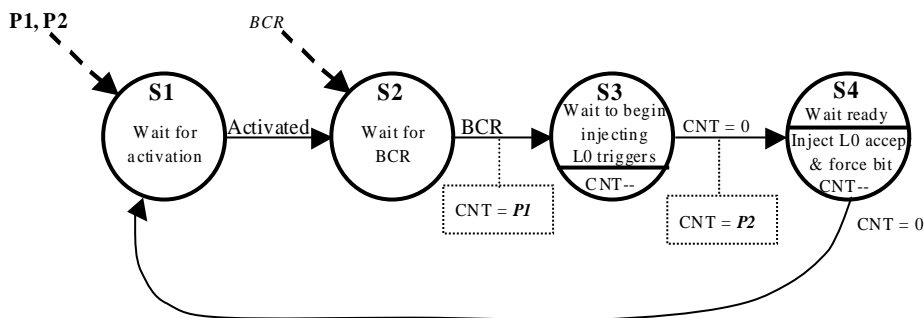 P1, P2
BCR
S1
Wait for
activation
Activated
S2
Wait for
BCR
BCR
CNT = P1
S3
Wait to begin
injecting
L0 triggers
CNT--
CNT = 0
CNT = P2
S4
Wait ready
Inject L0 accept
& force bit
CNT--
CNT = 0